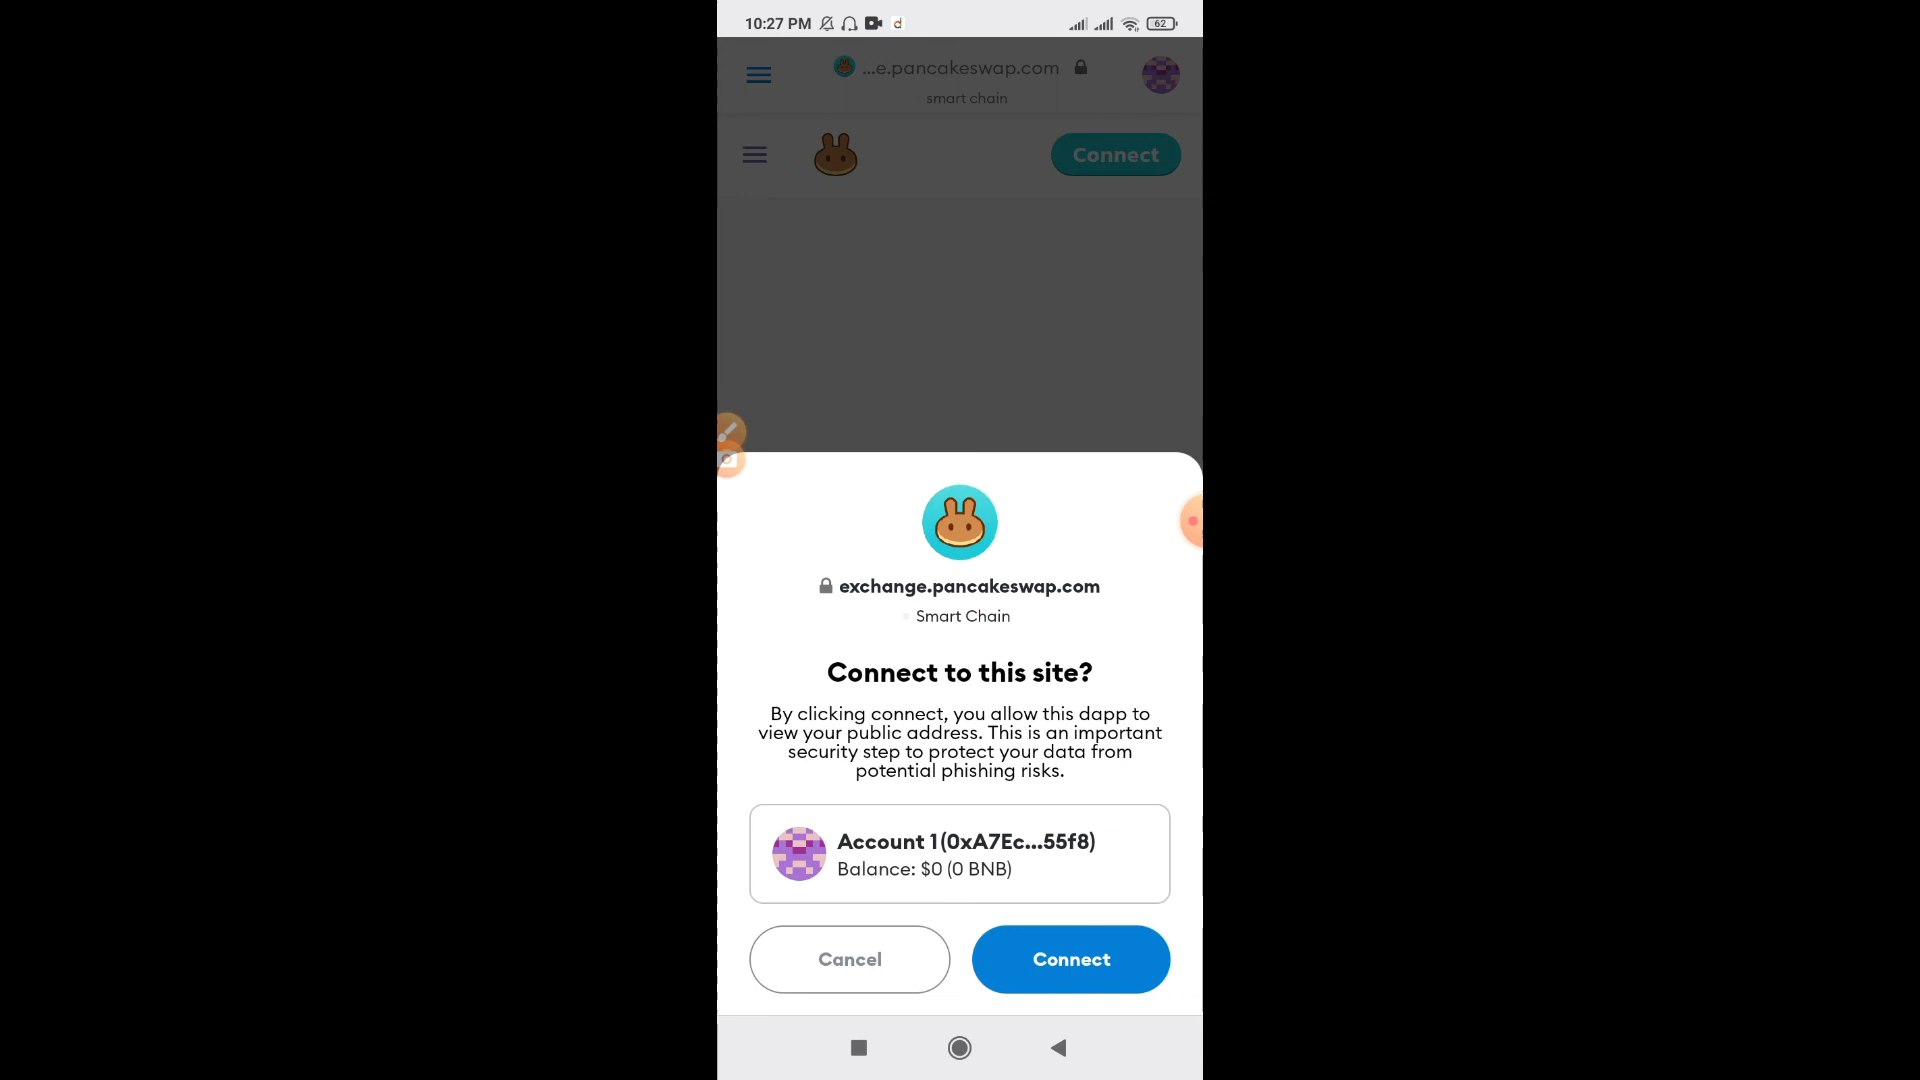 10:27 PM
62
...e.pancakeswap.com
smart chain
Connect
exchange.pancakeswap.com
Smart Chain
Connect to this site?
By clicking connect, you allow this dapp to
view your public address. This is an important
security step to protect your data from
potential phishing risks.
Account 1 (0xA7Ec...55f8)
Balance: $0 (0 BNB)
Cancel
Connect